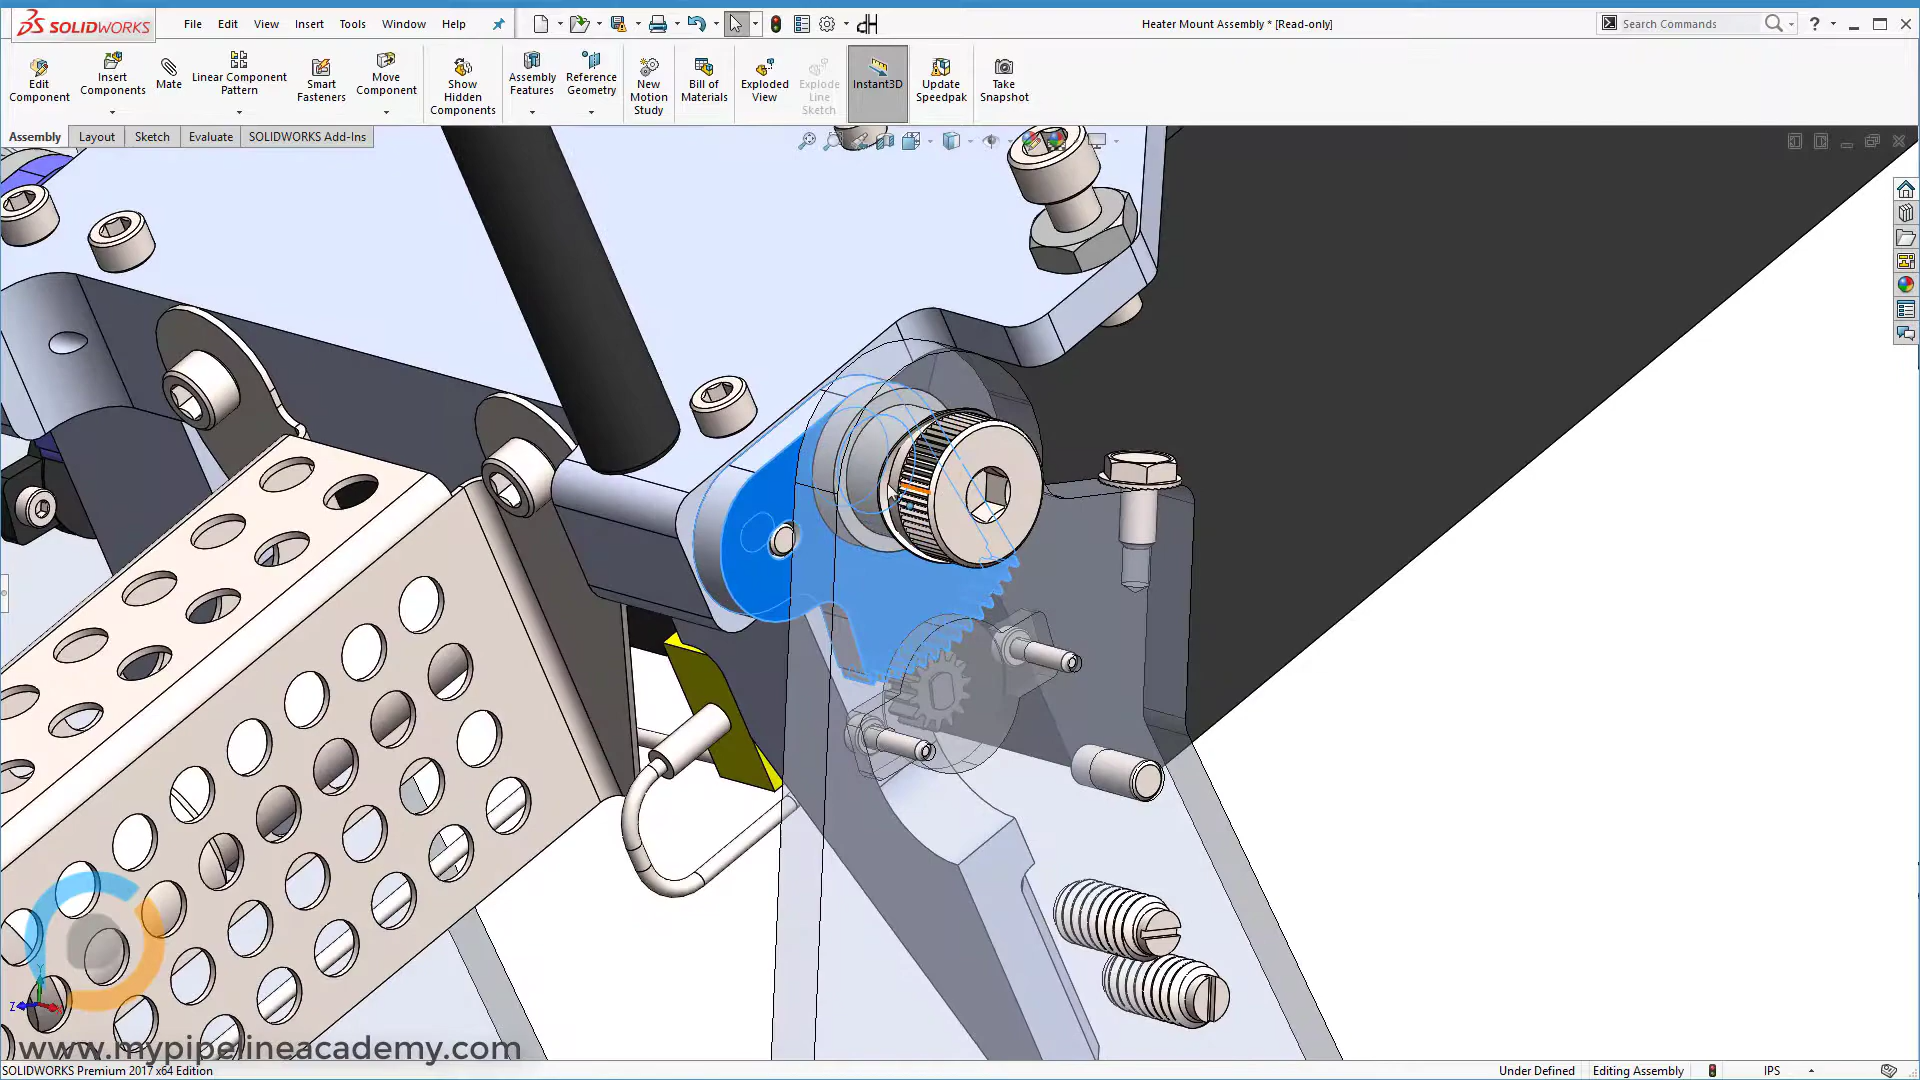 SOLIDWORKS File Edit View Insert Tools Window Help Heater Mount Assembly * [Read-only] Search Commands ?
Edit Component
Insert Components
Mate
Linear Component Pattern
Smart Fasteners
Move Component
Show Hidden Components
Assembly Features
Reference Geometry
New Motion Study
Bill of Materials
Exploded View
Explode Line Sketch
Instant3D
Update Speedpak
Take Snapshot
Assembly Layout Sketch Evaluate SOLIDWORKS Add-Ins
Z
www.mypipelineacademy.com
SOLIDWORKS Premium 2017 x64 Edition Under Defined Editing Assembly IPS